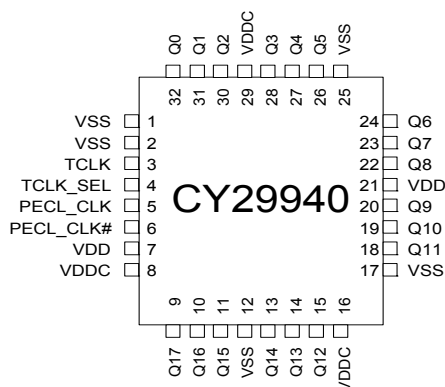 Q0 Q1 Q2 VDDC Q3 Q4 Q5 VSS
32 31 30 29 28 27 26 25
VSS 1 24 Q6
VSS 2 23 Q7
TCLK 3 22 Q8
TCLK_SEL 4 21 VDD
PECL_CLK 5 CY29940 20 Q9
PECL_CLK# 6 19 Q10
VDD 7 18 Q11
VDDC 8 17 VSS
9 10 11 12 13 14 15 16
Q17 Q16 Q15 VSS Q14 Q13 Q12 VDDC